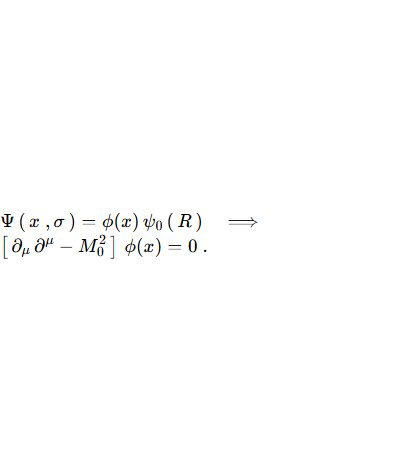 Ψ ( x , σ ) = ϕ(x) ψ₀ ( R ) ⟹
[ ∂_μ ∂^μ − M₀² ] ϕ(x) = 0 .